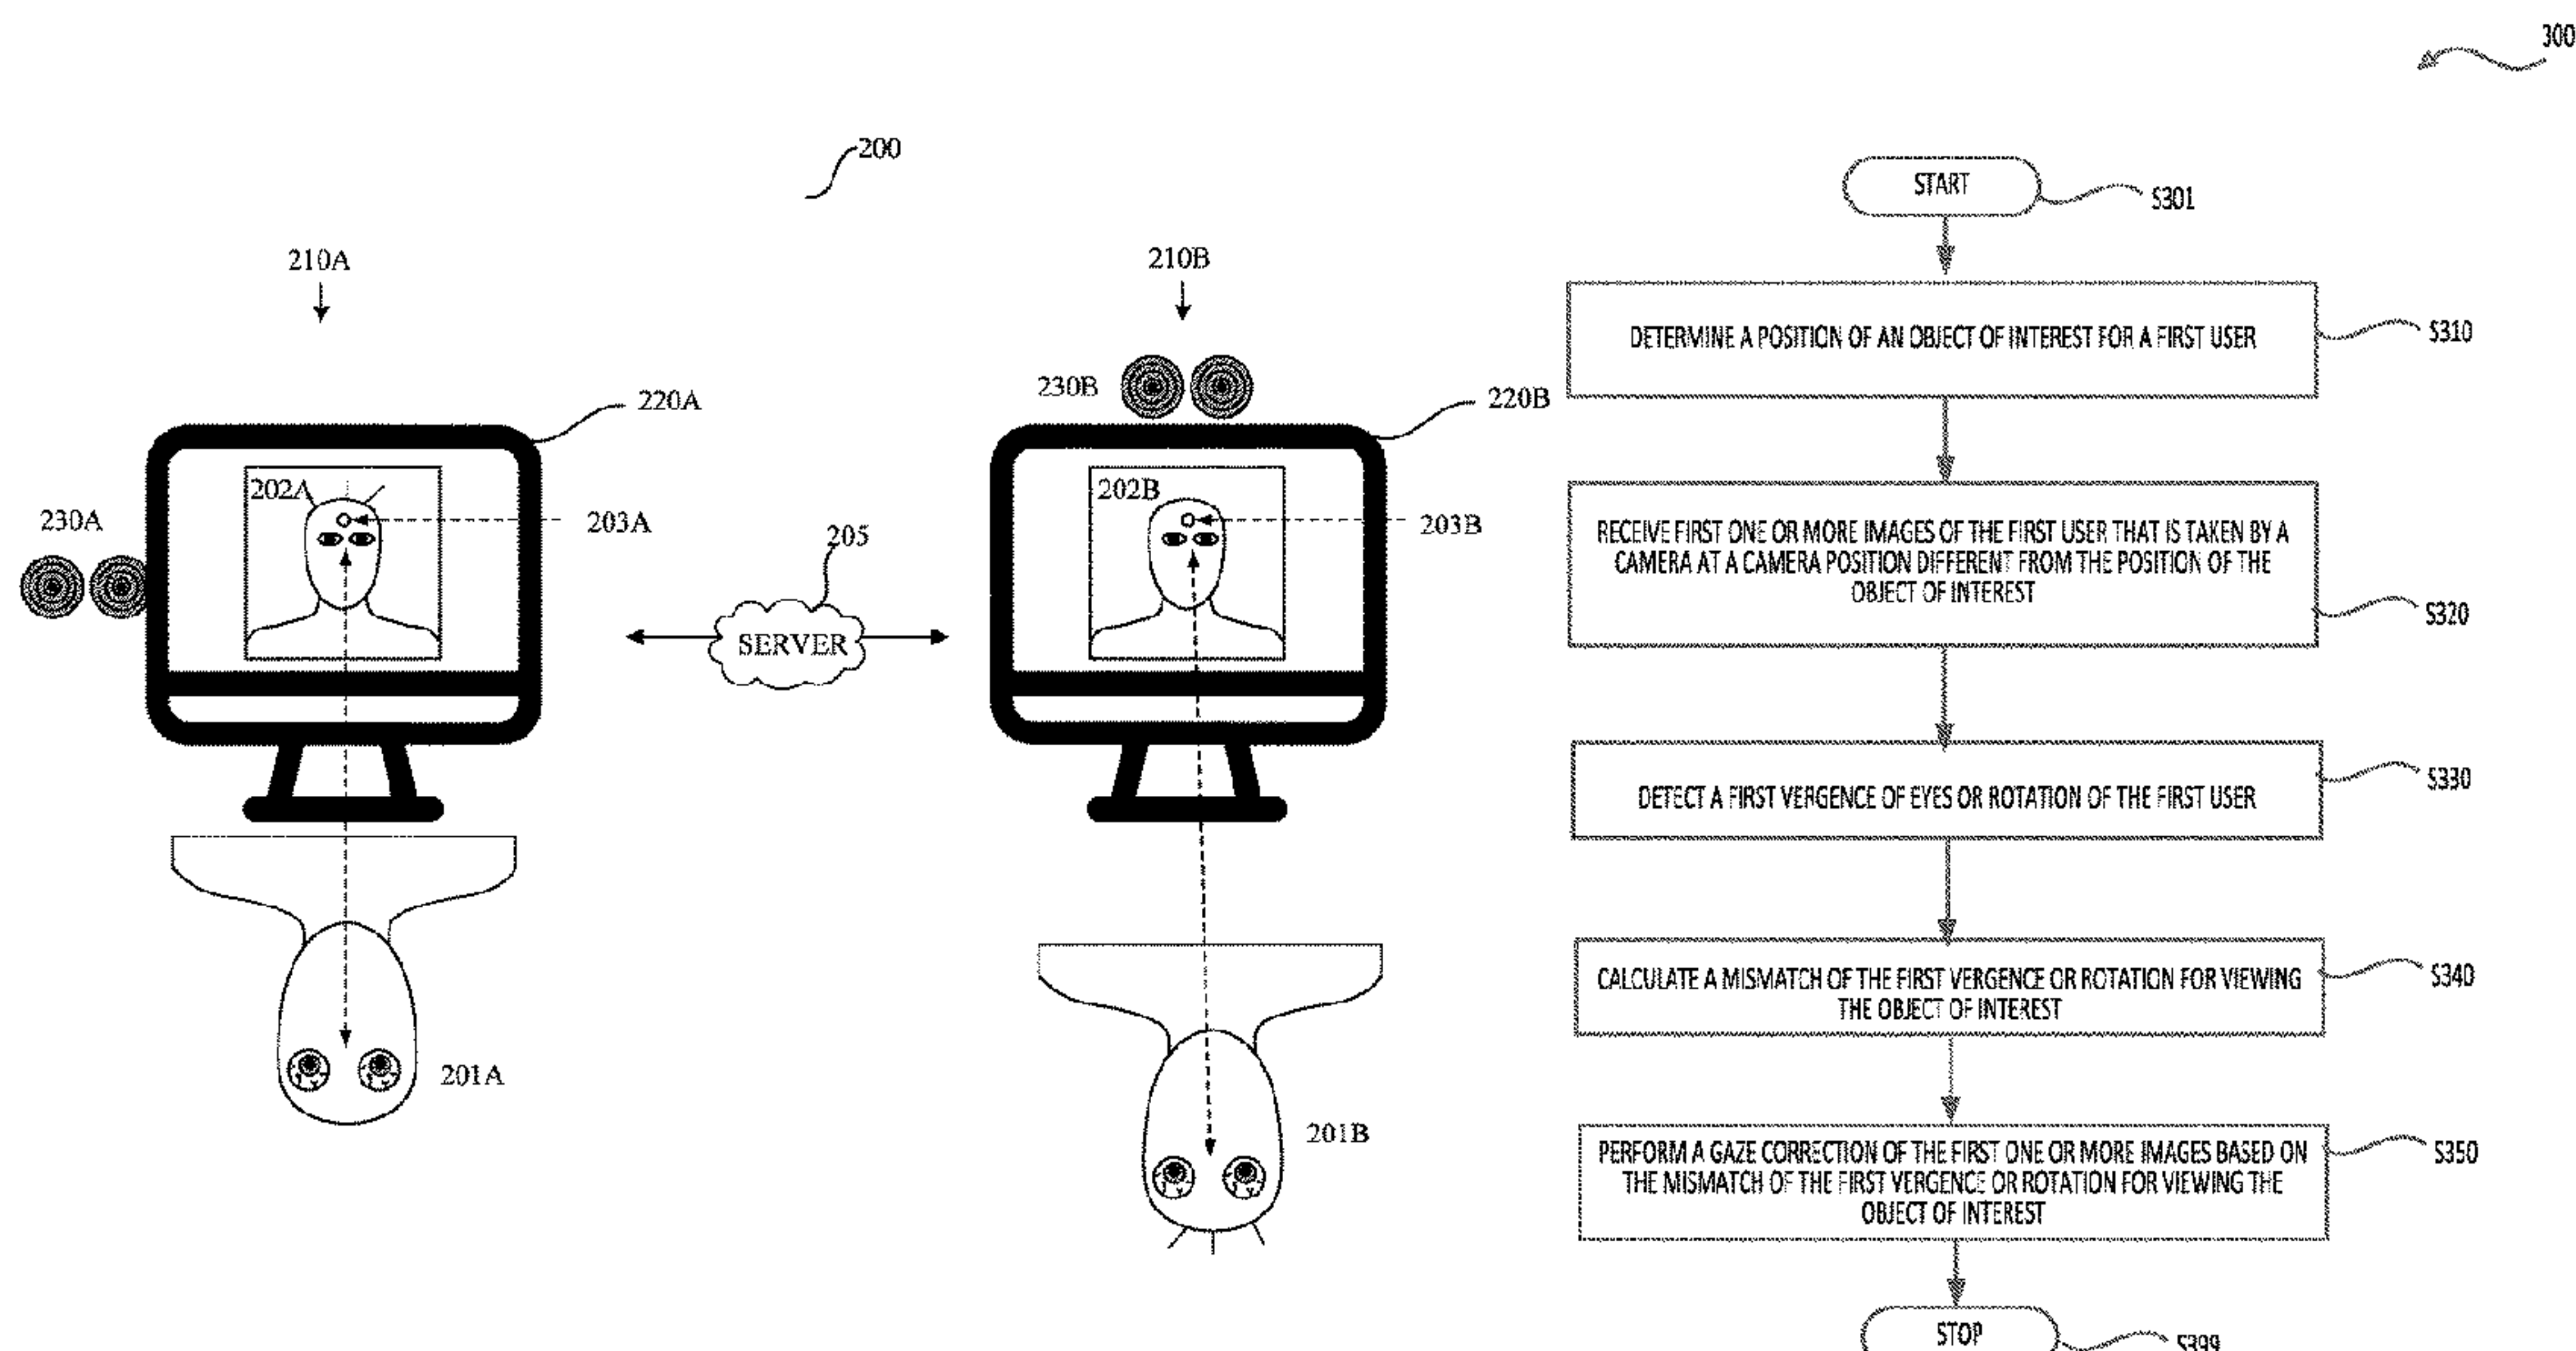 200
210A
210B
230B
220A
220B
202A
202B
230A
203A
203B
205
SERVER
201A
201B
300
START
S301
DETERMINE A POSITION OF AN OBJECT OF INTEREST FOR A FIRST USER
S310
RECEIVE FIRST ONE OR MORE IMAGES OF THE FIRST USER THAT IS TAKEN BY A
CAMERA AT A CAMERA POSITION DIFFERENT FROM THE POSITION OF THE
OBJECT OF INTEREST
S320
DETECT A FIRST VERGENCE OF EYES OR ROTATION OF THE FIRST USER
S330
CALCULATE A MISMATCH OF THE FIRST VERGENCE OR ROTATION FOR VIEWING
THE OBJECT OF INTEREST
S340
PERFORM A GAZE CORRECTION OF THE FIRST ONE OR MORE IMAGES BASED ON
THE MISMATCH OF THE FIRST VERGENCE OR ROTATION FOR VIEWING THE
OBJECT OF INTEREST
S350
STOP
S399